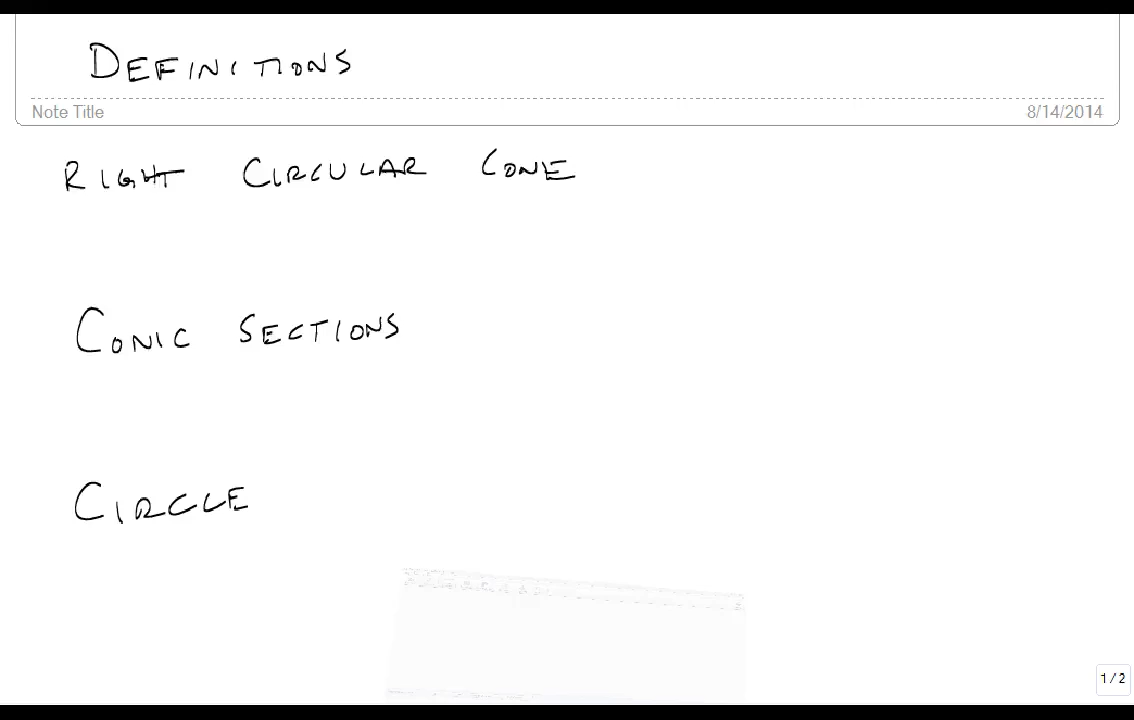 DEFINITIONS
Note Title
8/14/2014
RIGHT CIRCULAR CONE
CONIC SECTIONS
CIRCLE
1/2